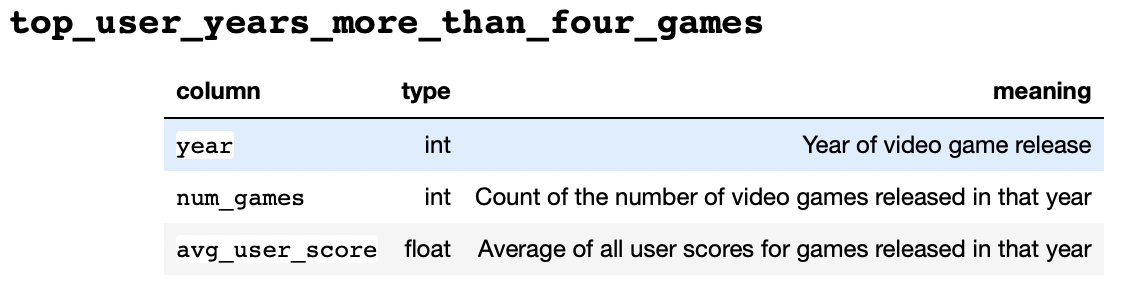 top_user_years_more_than_four_games
column type meaning
year int Year of video game release
num_games int Count of the number of video games released in that year
avg_user_score float Average of all user scores for games released in that year